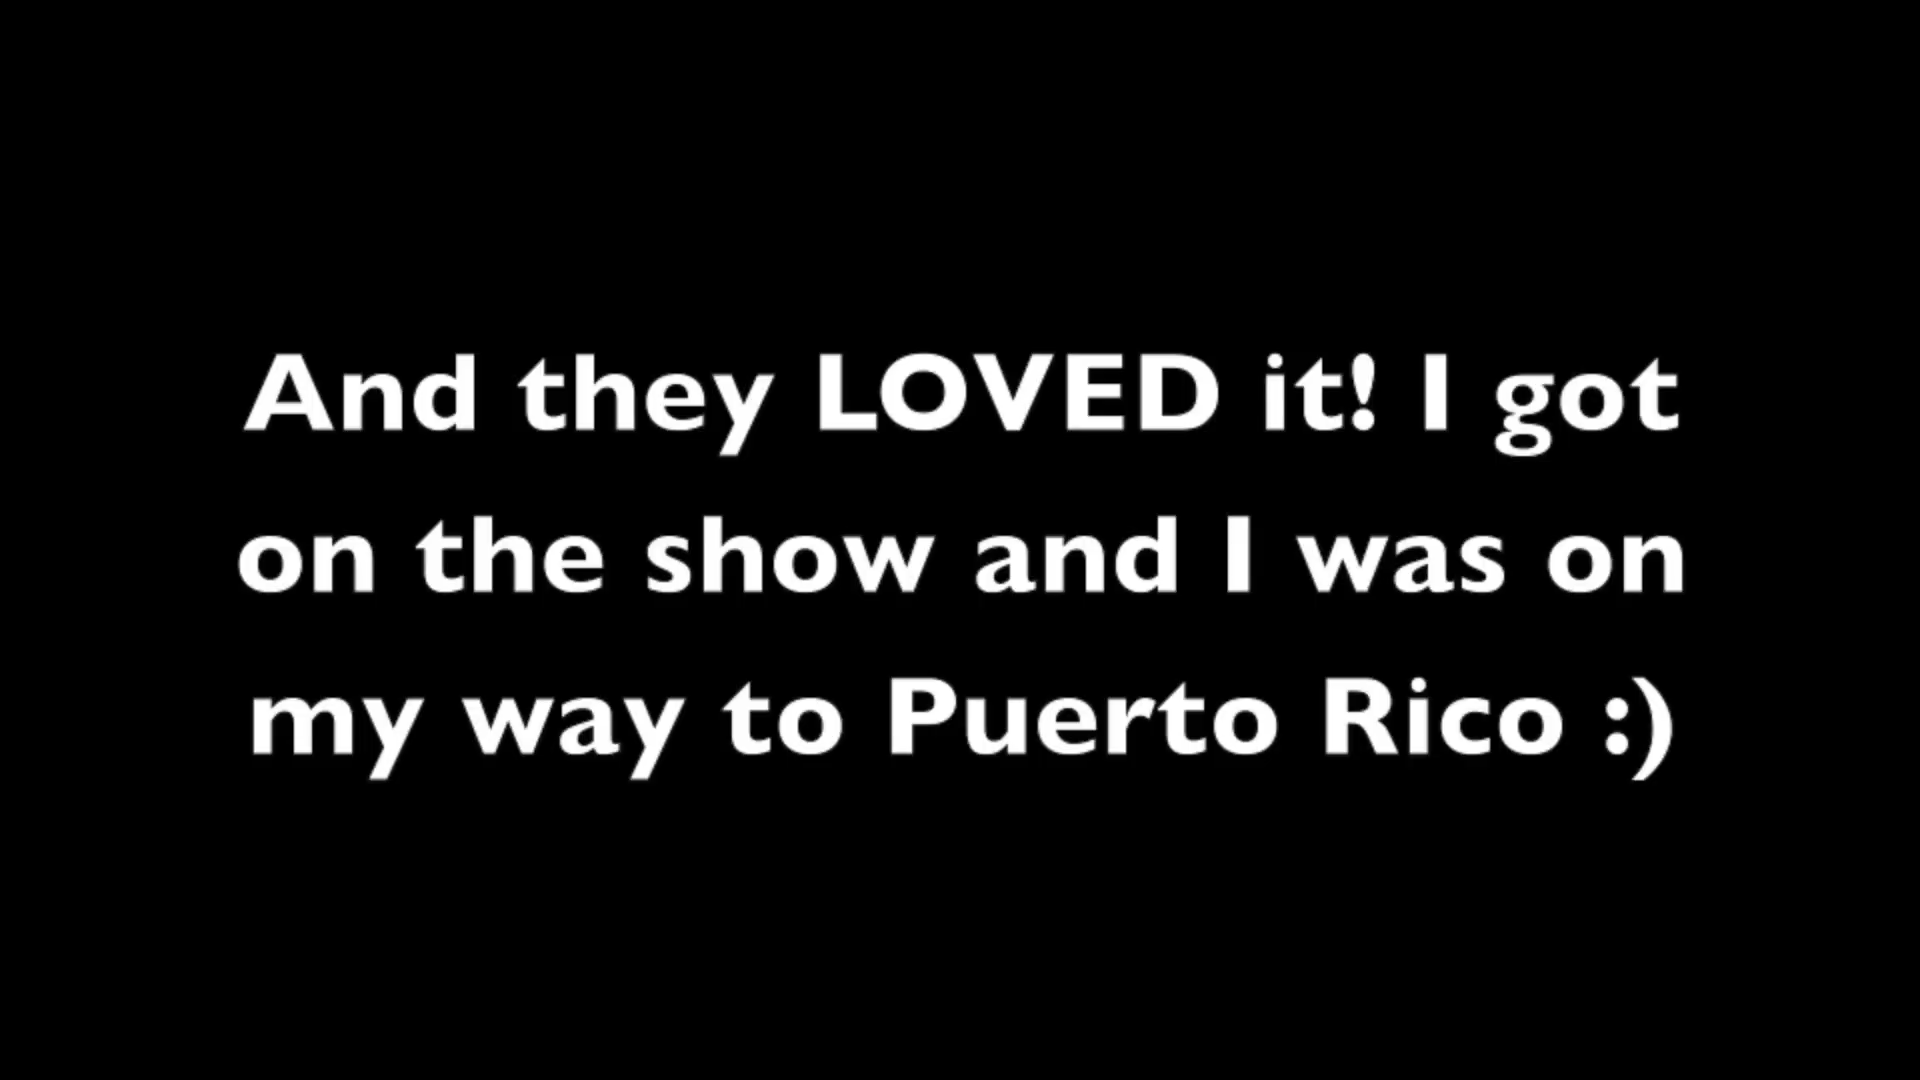 And they LOVED it! I got
on the show and I was on
my way to Puerto Rico :)